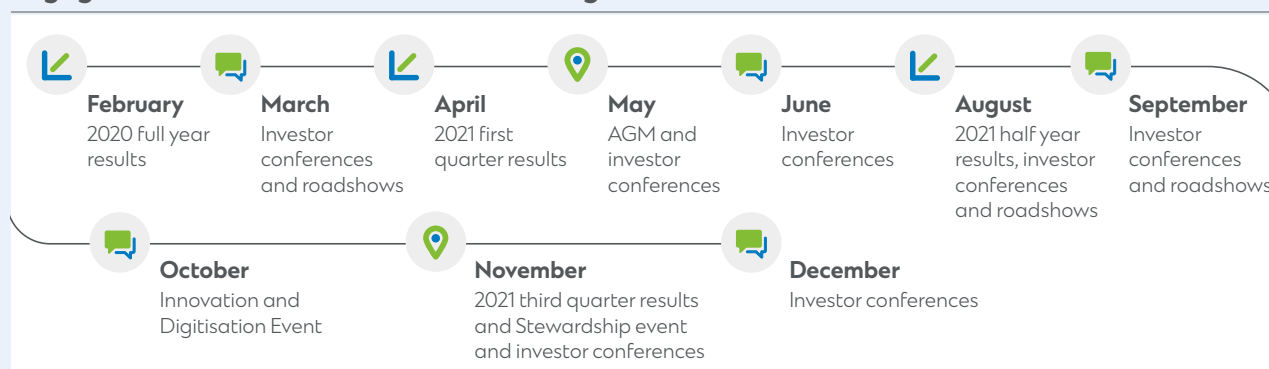 February
2020 full year
results
March
Investor
conferences
and roadshows
April
2021 first
quarter results
May
AGM and
investor
conferences
June
Investor
conferences
August
2021 half year
results, investor
conferences
and roadshows
September
Investor
conferences
and roadshows
October
Innovation and
Digitisation Event
November
2021 third quarter results
and Stewardship event
and investor conferences
December
Investor conferences